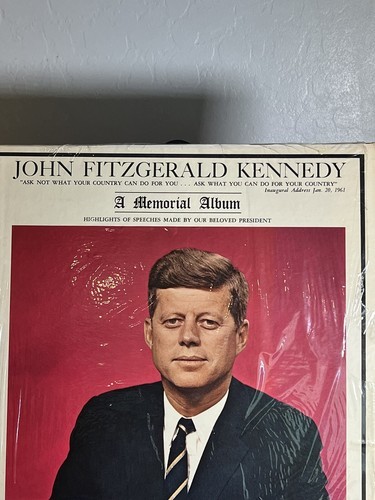 JOHN FITZGERALD KENNEDY
"ASK NOT WHAT YOUR COUNTRY CAN DO FOR YOU . . . ASK WHAT YOU CAN DO FOR YOUR COUNTRY"
Inaugural Address Jan. 20, 1961
A Memorial Album
HIGHLIGHTS OF SPEECHES MADE BY OUR BELOVED PRESIDENT